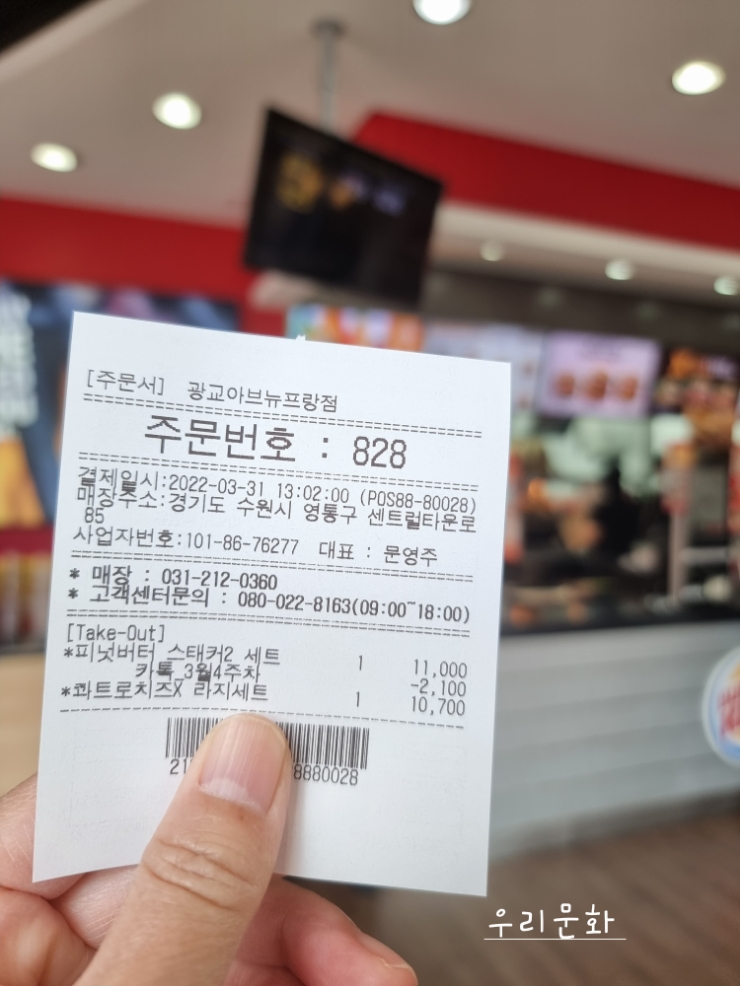 [주문서] 광교아브뉴프랑점
주문번호 : 828
결제일시:2022-03-31 13:02:00 (POS88-80028)
매장주소:경기도 수원시 영통구 센트럴타운로
85
사업자번호:101-86-76277 대표 : 문영주
* 매장 : 031-212-0360
* 고객센터문의 : 080-022-8163(09:00~18:00)
[Take-Out]
*피넛버터 스태커2 세트 1 11,000
카톡_3월4주차 -2,100
*콰트로치즈X 라지세트 1 10,700
우리문화